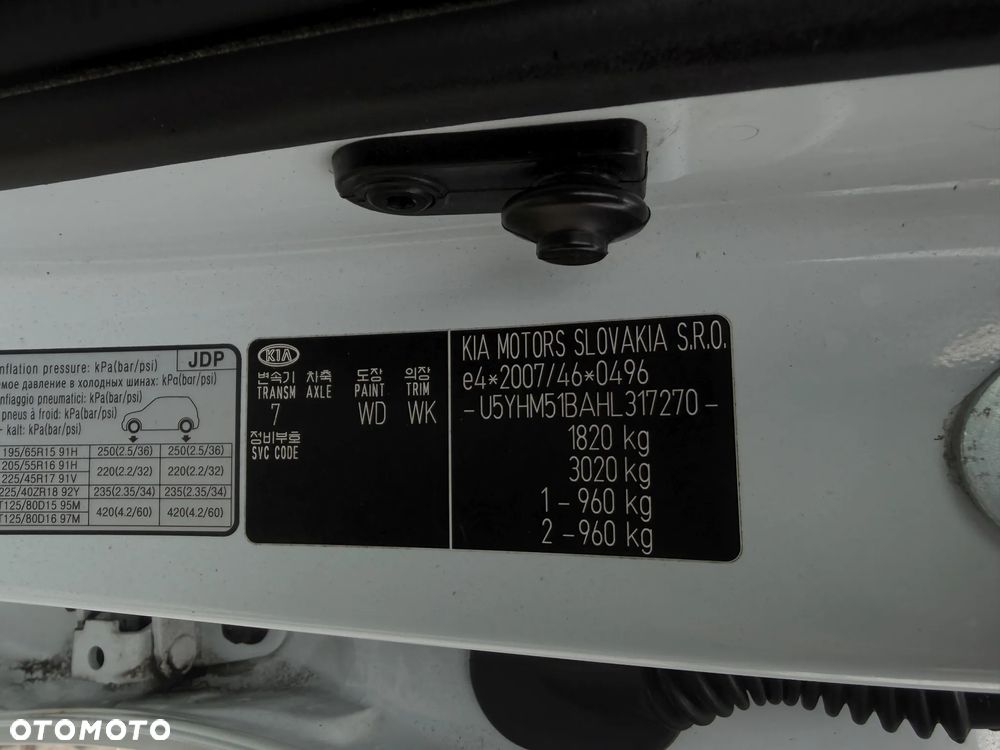 nflation pressure: kPa(bar/psi) JDP
мое давление в холодных шинах: кРа(bar/psi)
onfiaggio pneumatici: kPa(bar/psi)
pneus à froid: kPa(bar/psi)
- kalt: kPa(bar/psi)
195/65R15 91H 250(2.5/36) 250(2.5/36)
205/55R16 91H
225/45R17 91V 220(2.2/32) 220(2.2/32)
225/40ZR18 92Y 235(2.35/34) 235(2.35/34)
T125/80D15 95M
T125/80D16 97M 420(4.2/60) 420(4.2/60)
KIA
변속기 차축 도장 의장
TRANSM AXLE PAINT TRIM
7 WD WK
정비부호
SVC CODE
KIA MOTORS SLOVAKIA S.R.O.
e4*2007/46*0496
-U5YHM51BAHL317270-
1820 kg
3020 kg
1 - 960 kg
2 - 960 kg
OTOMOTO